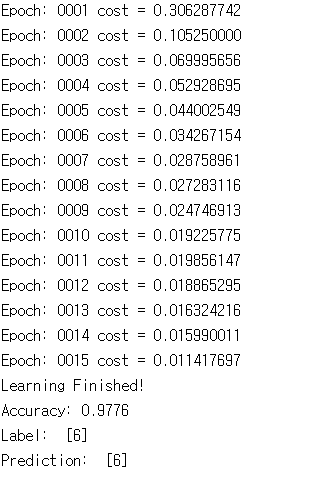 Epoch: 0001 cost = 0.306287742
Epoch: 0002 cost = 0.105250000
Epoch: 0003 cost = 0.069995656
Epoch: 0004 cost = 0.052928695
Epoch: 0005 cost = 0.044002549
Epoch: 0006 cost = 0.034267154
Epoch: 0007 cost = 0.028758961
Epoch: 0008 cost = 0.027283116
Epoch: 0009 cost = 0.024746913
Epoch: 0010 cost = 0.019225775
Epoch: 0011 cost = 0.019856147
Epoch: 0012 cost = 0.018865295
Epoch: 0013 cost = 0.016324216
Epoch: 0014 cost = 0.015990011
Epoch: 0015 cost = 0.011417697
Learning Finished!
Accuracy: 0.9776
Label:  [6]
Prediction:  [6]